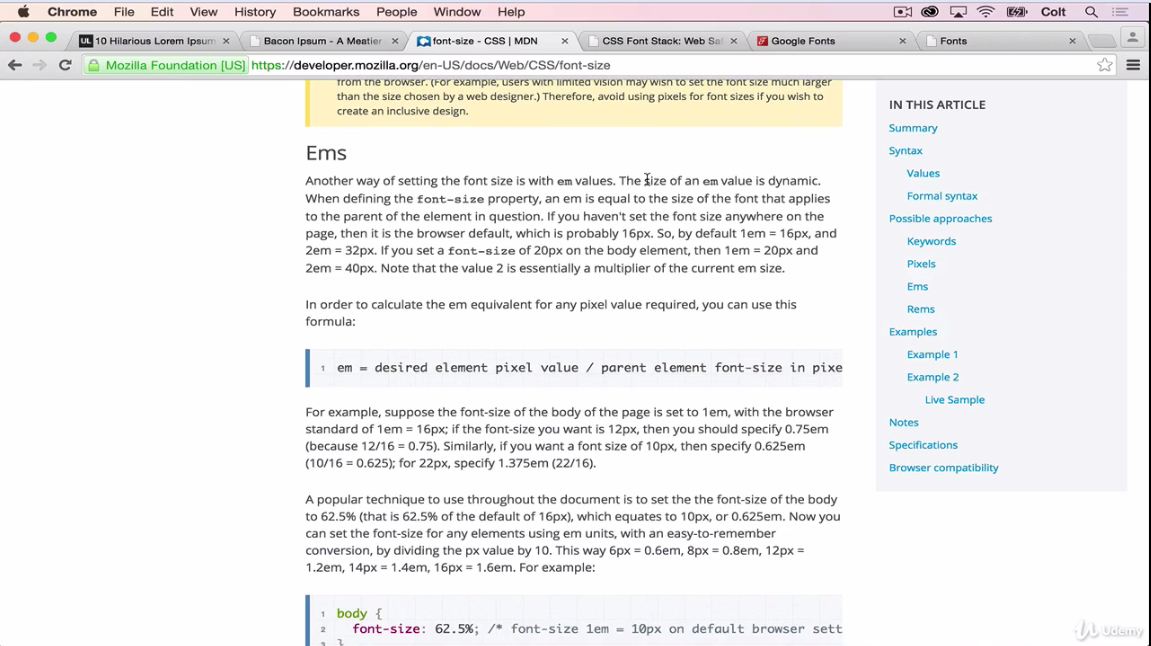 Chrome File Edit View History Bookmarks People Window Help Colt
10 Hilarious Lorem Ipsum Bacon Ipsum - A Meatier font-size - CSS | MDN CSS Font Stack: Web Saf Google Fonts Fonts
Mozilla Foundation [US] https://developer.mozilla.org/en-US/docs/Web/CSS/font-size
from the browser. (For example, users with limited vision may wish to set the font size much larger
than the size chosen by a web designer.) Therefore, avoid using pixels for font sizes if you wish to
create an inclusive design.
Ems
Another way of setting the font size is with em values. The size of an em value is dynamic.
When defining the font-size property, an em is equal to the size of the font that applies
to the parent of the element in question. If you haven't set the font size anywhere on the
page, then it is the browser default, which is probably 16px. So, by default 1em = 16px, and
2em = 32px. If you set a font-size of 20px on the body element, then 1em = 20px and
2em = 40px. Note that the value 2 is essentially a multiplier of the current em size.
In order to calculate the em equivalent for any pixel value required, you can use this
formula:
1 em = desired element pixel value / parent element font-size in pixe
For example, suppose the font-size of the body of the page is set to 1em, with the browser
standard of 1em = 16px; if the font-size you want is 12px, then you should specify 0.75em
(because 12/16 = 0.75). Similarly, if you want a font size of 10px, then specify 0.625em
(10/16 = 0.625); for 22px, specify 1.375em (22/16).
A popular technique to use throughout the document is to set the the font-size of the body
to 62.5% (that is 62.5% of the default of 16px), which equates to 10px, or 0.625em. Now you
can set the font-size for any elements using em units, with an easy-to-remember
conversion, by dividing the px value by 10. This way 6px = 0.6em, 8px = 0.8em, 12px =
1.2em, 14px = 1.4em, 16px = 1.6em. For example:
1 body {
2 font-size: 62.5%; /* font-size 1em = 10px on default browser sett
3 }
IN THIS ARTICLE
Summary
Syntax
Values
Formal syntax
Possible approaches
Keywords
Pixels
Ems
Rems
Examples
Example 1
Example 2
Live Sample
Notes
Specifications
Browser compatibility
Udemy